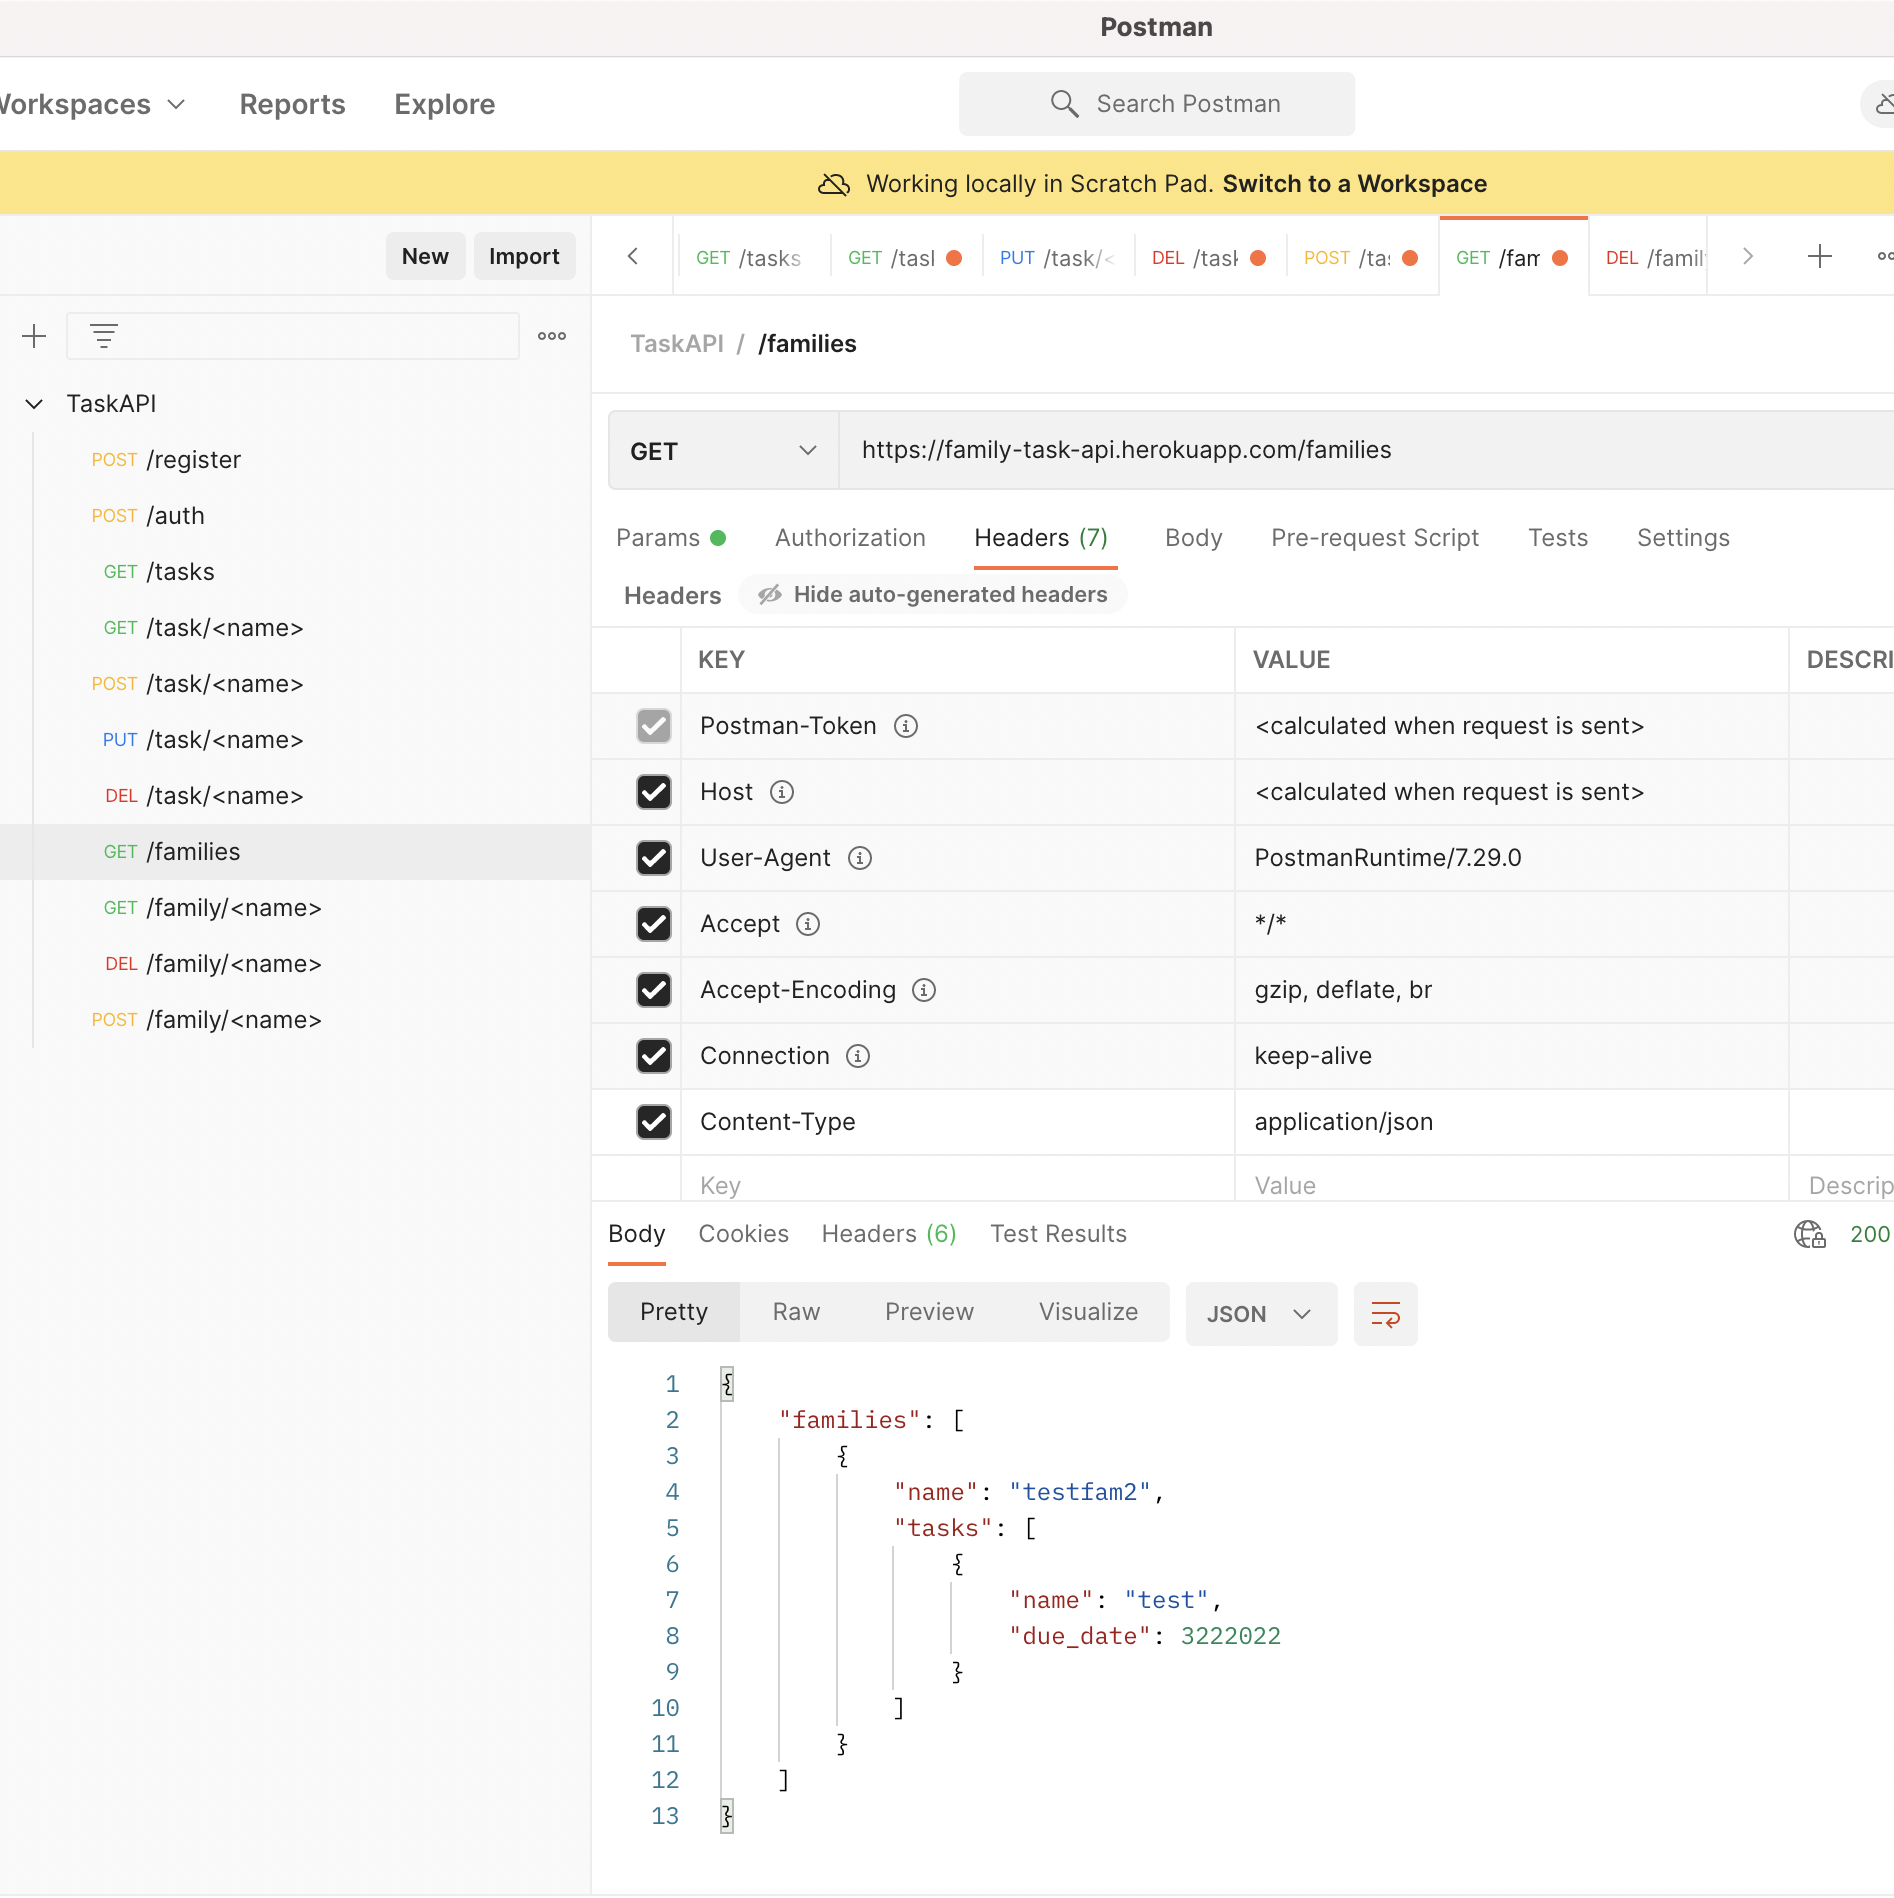 Postman
Workspaces Reports Explore Search Postman
Working locally in Scratch Pad. Switch to a Workspace
New Import
GET /tasks GET /tasl PUT /task/< DEL /task POST /tas GET /fam DEL /famil
TaskAPI / /families
TaskAPI
POST /register
POST /auth
GET /tasks
GET /task/<name>
POST /task/<name>
PUT /task/<name>
DEL /task/<name>
GET /families
GET /family/<name>
DEL /family/<name>
POST /family/<name>
GET https://family-task-api.herokuapp.com/families
Params Authorization Headers (7) Body Pre-request Script Tests Settings
Headers Hide auto-generated headers
KEY VALUE DESCRI
Postman-Token <calculated when request is sent>
Host <calculated when request is sent>
User-Agent PostmanRuntime/7.29.0
Accept */*
Accept-Encoding gzip, deflate, br
Connection keep-alive
Content-Type application/json
Key Value Descrip
Body Cookies Headers (6) Test Results 200
Pretty Raw Preview Visualize JSON
1 {
2 "families": [
3 {
4 "name": "testfam2",
5 "tasks": [
6 {
7 "name": "test",
8 "due_date": 3222022
9 }
10 ]
11 }
12 ]
13 }